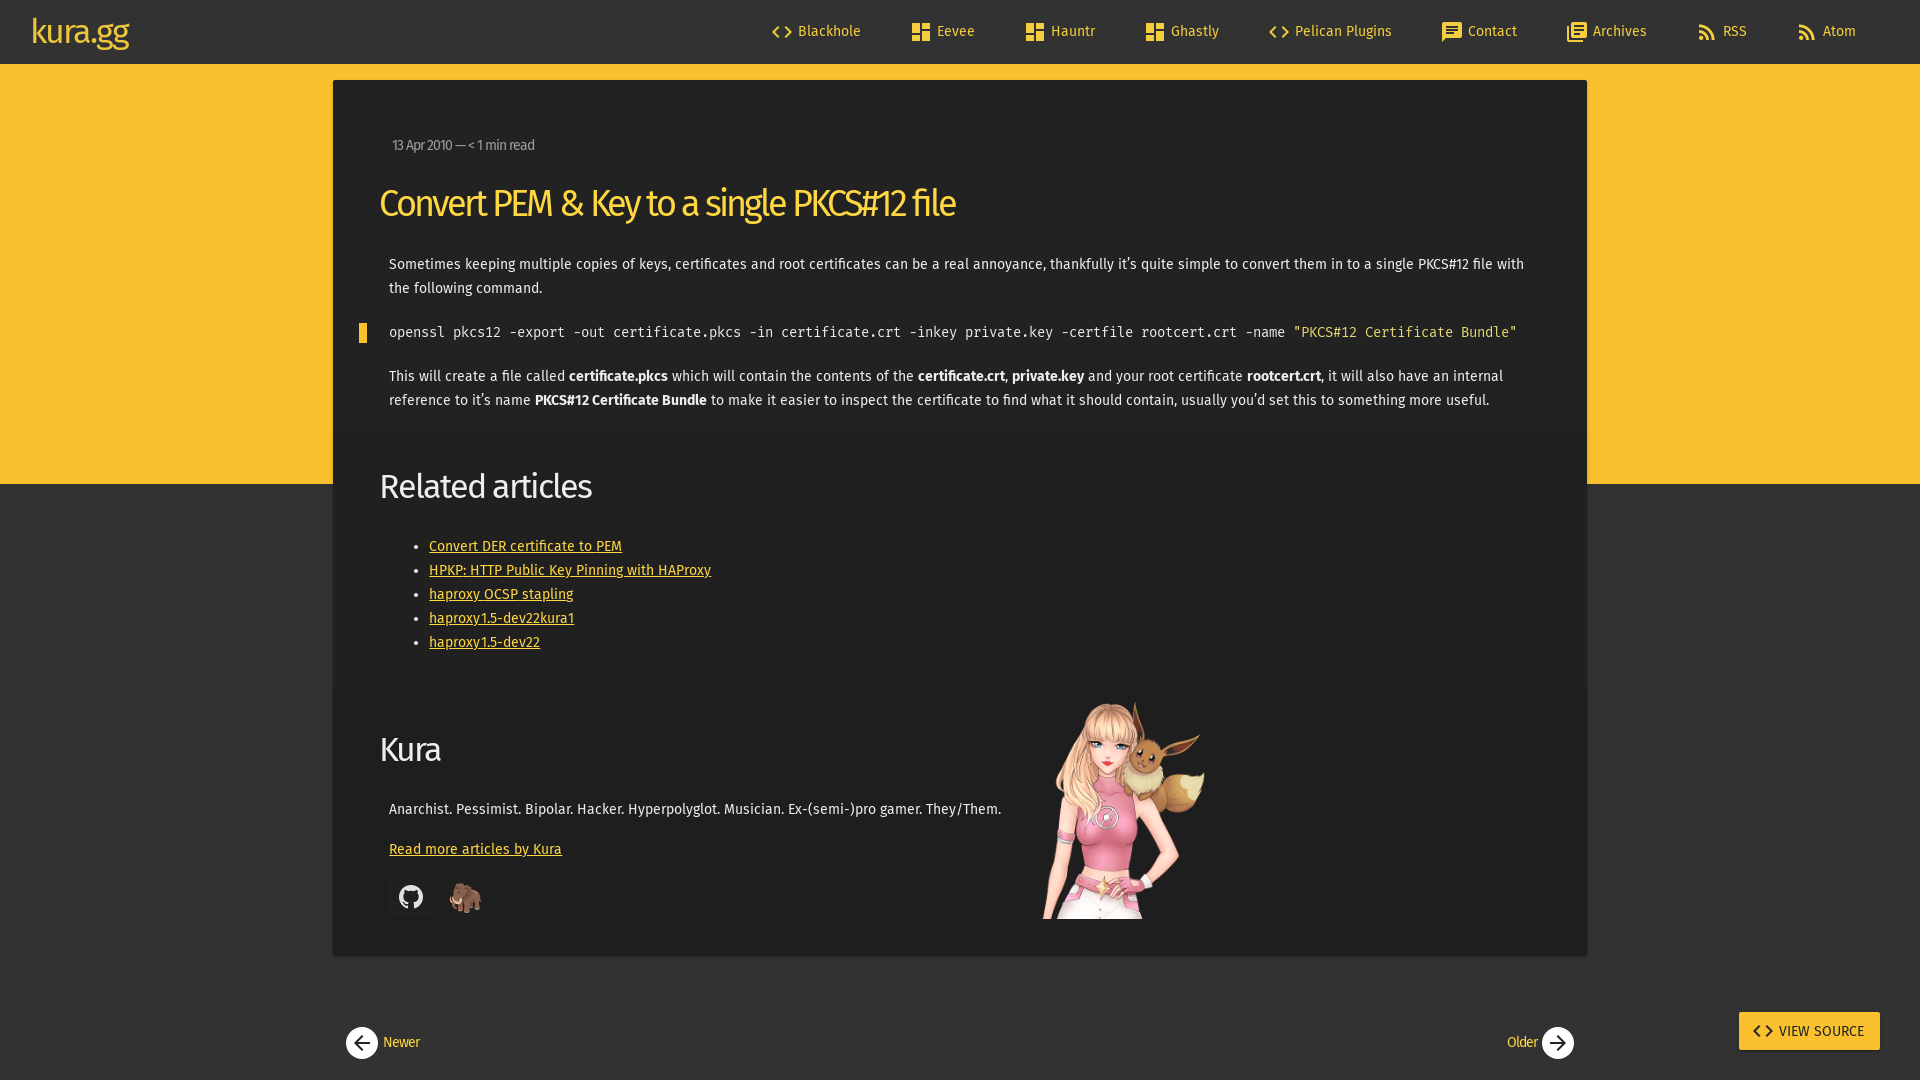 kura.gg
Blackhole
Eevee
Hauntr
Ghastly
Pelican Plugins
Contact
Archives
RSS
Atom
13 Apr 2010 — < 1 min read
Convert PEM & Key to a single PKCS#12 file
Sometimes keeping multiple copies of keys, certificates and root certificates can be a real annoyance, thankfully it’s quite simple to convert them in to a single PKCS#12 file with
the following command.
openssl pkcs12 -export -out certificate.pkcs -in certificate.crt -inkey private.key -certfile rootcert.crt -name "PKCS#12 Certificate Bundle"
This will create a file called certificate.pkcs which will contain the contents of the certificate.crt, private.key and your root certificate rootcert.crt, it will also have an internal
reference to it’s name PKCS#12 Certificate Bundle to make it easier to inspect the certificate to find what it should contain, usually you’d set this to something more useful.
Related articles
• Convert DER certificate to PEM
• HPKP: HTTP Public Key Pinning with HAProxy
• haproxy OCSP stapling
• haproxy1.5-dev22kura1
• haproxy1.5-dev22
Kura
Anarchist. Pessimist. Bipolar. Hacker. Hyperpolyglot. Musician. Ex-(semi-)pro gamer. They/Them.
Read more articles by Kura
Newer
Older
VIEW SOURCE